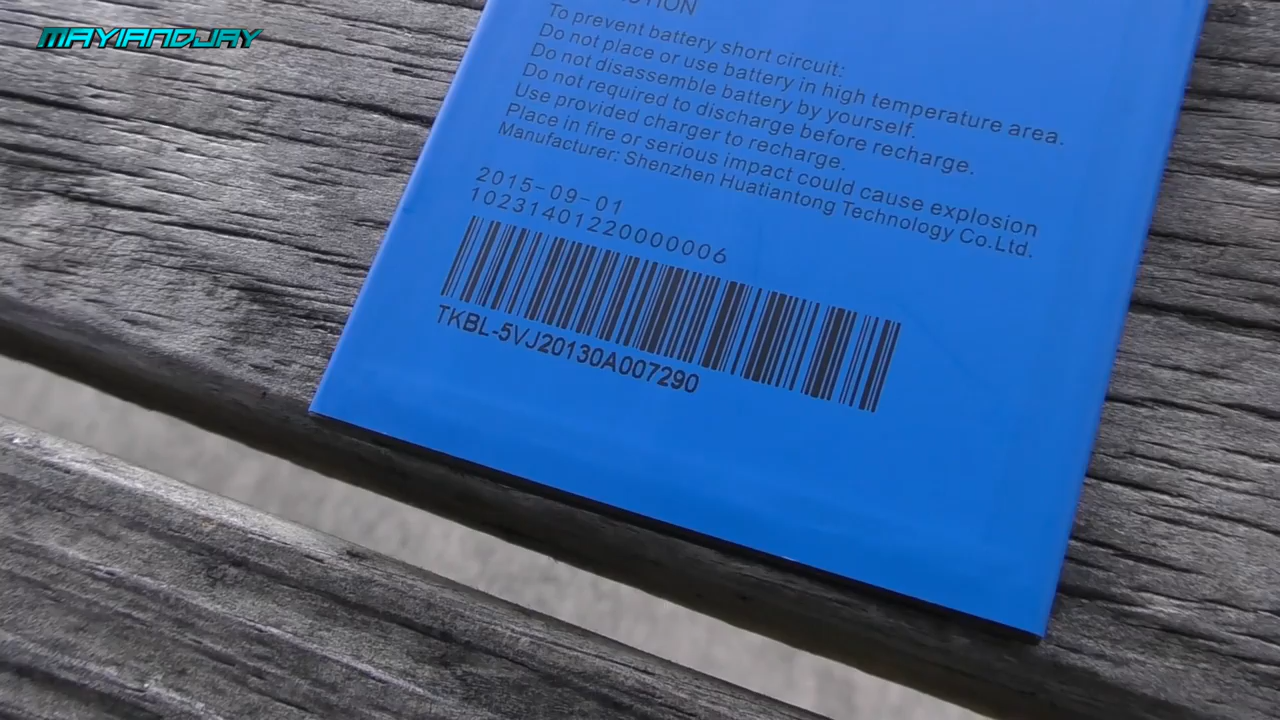 MAYIANDJAY
To prevent battery short circuit:
Do not place or use battery in high temperature area.
Do not disassemble battery by yourself.
Do not required to discharge before recharge.
Use provided charger to recharge.
Place in fire or serious impact could cause explosion
Manufacturer: Shenzhen Huatiantong Technology Co.Ltd.
2015-09-01
10231401220000006
TKBL-5VJ20130A007290